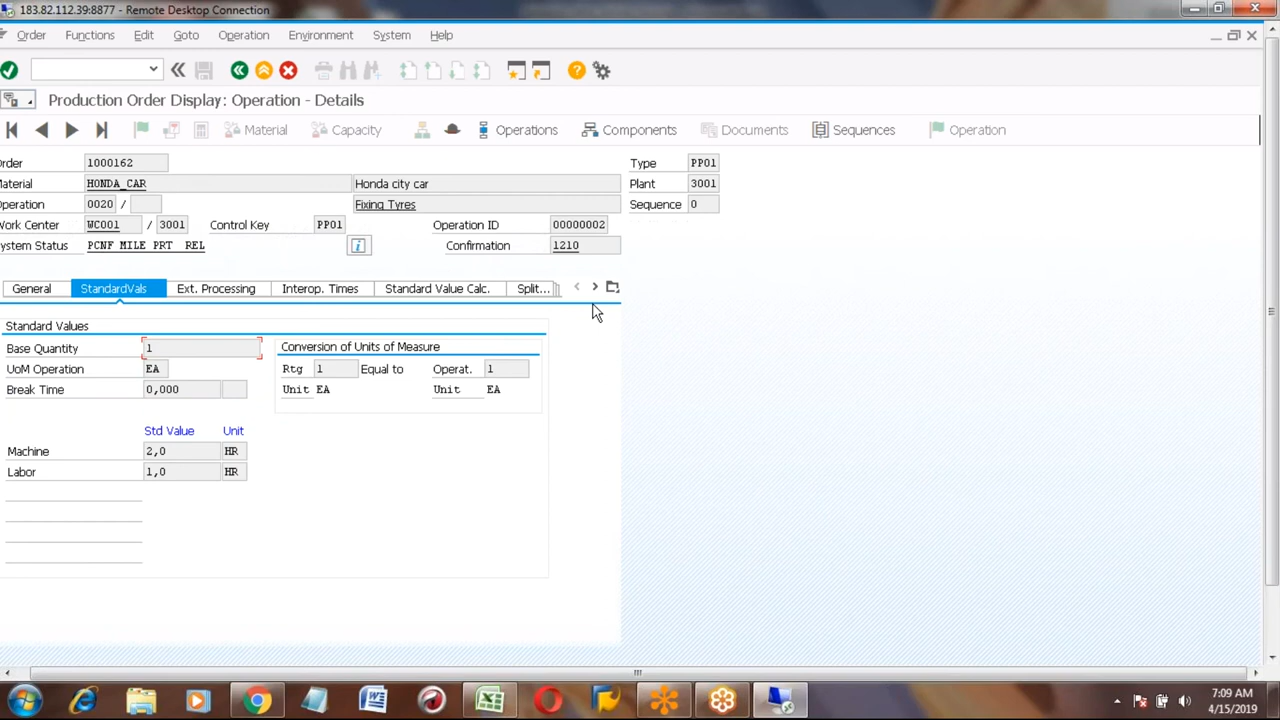 183.82.112.39:8877 - Remote Desktop Connection
Order Functions Edit Goto Operation Environment System Help
Production Order Display: Operation - Details
Material Capacity Operations Components Documents Sequences Operation
Order 1000162 Type PP01
Material HONDA_CAR Honda city car Plant 3001
Operation 0020 / Fixing Tyres Sequence 0
Work Center WC001 / 3001 Control Key PP01 Operation ID 00000002
System Status PCNF MILE PRT REL Confirmation 1210
General StandardVals Ext. Processing Interop. Times Standard Value Calc. Split...
Standard Values
Base Quantity 1 Conversion of Units of Measure
UoM Operation EA Rtg 1 Equal to Operat. 1
Break Time 0,000 Unit EA Unit EA
Std Value Unit
Machine 2,0 HR
Labor 1,0 HR
7:09 AM
4/15/2019